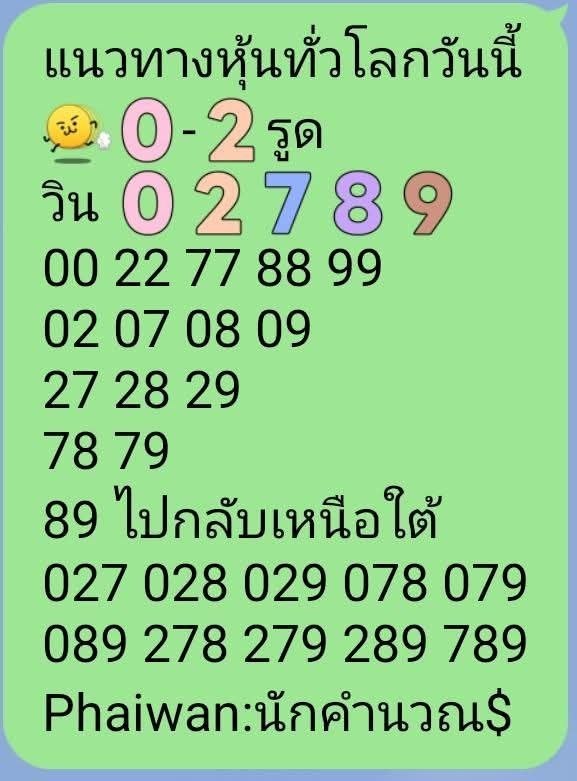 แนวทางหุ้นทั่วโลกวันนี้
0-2 รูด
วิน 0 2 7 8 9
00 22 77 88 99
02 07 08 09
27 28 29
78 79
89 ไปกลับเหนือใต้
027 028 029 078 079
089 278 279 289 789
Phaiwan:นักคำนวณ$